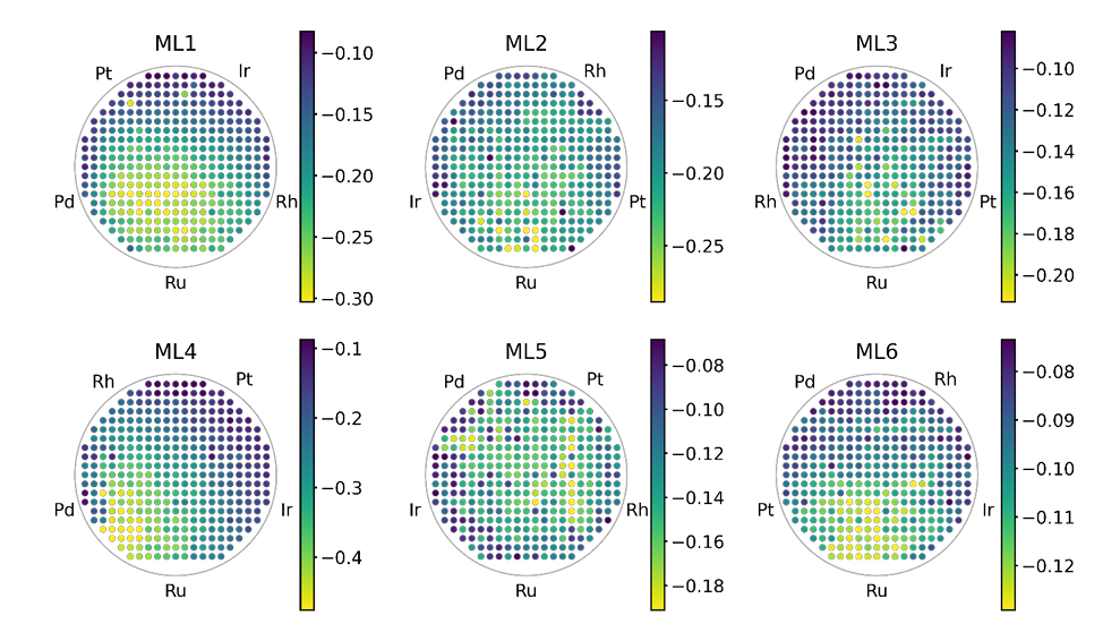 ML1
Pt
Ir
Pd
Rh
Ru
−0.10
−0.15
−0.20
−0.25
−0.30
ML2
Pd
Rh
Ir
Pt
Ru
−0.15
−0.20
−0.25
ML3
Pd
Ir
Rh
Pt
Ru
−0.10
−0.12
−0.14
−0.16
−0.18
−0.20
ML4
Rh
Pt
Pd
Ir
Ru
−0.1
−0.2
−0.3
−0.4
ML5
Pd
Pt
Ir
Rh
Ru
−0.08
−0.10
−0.12
−0.14
−0.16
−0.18
ML6
Pd
Rh
Pt
Ir
Ru
−0.08
−0.09
−0.10
−0.11
−0.12